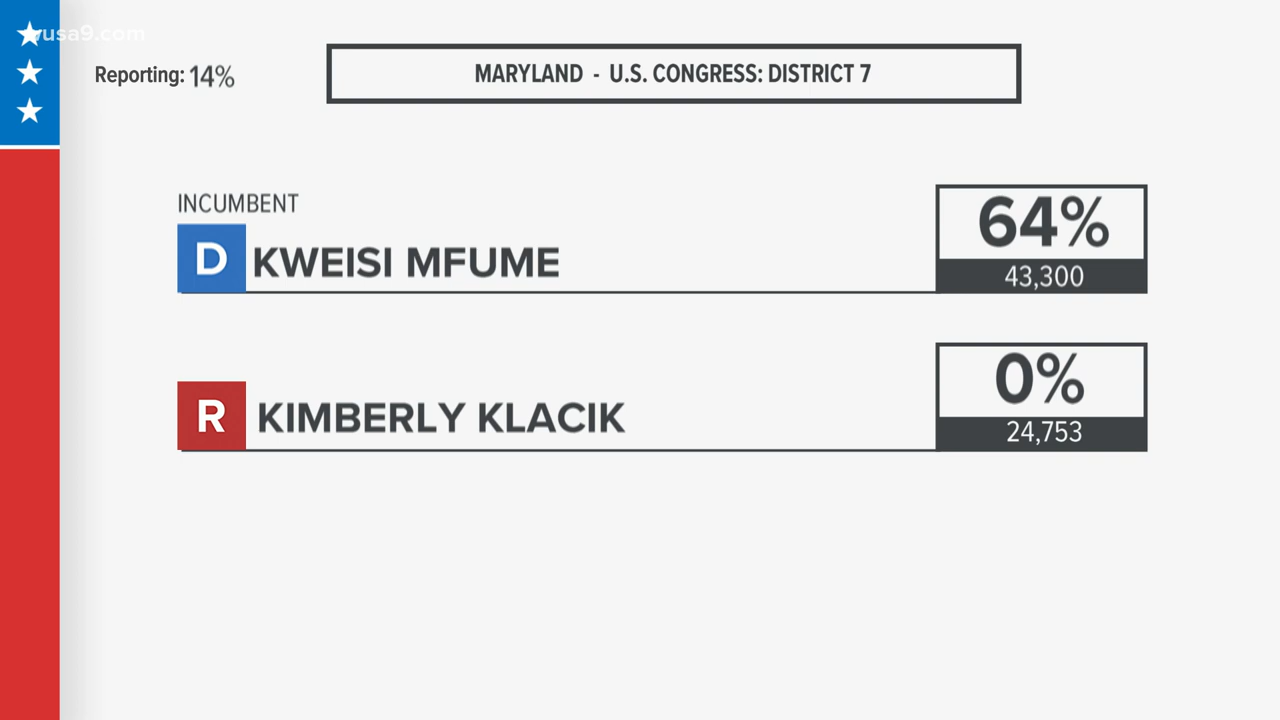 wusa9.com
Reporting: 14%
MARYLAND - U.S. CONGRESS: DISTRICT 7
INCUMBENT
D KWEISI MFUME
64%
43,300
R KIMBERLY KLACIK
0%
24,753